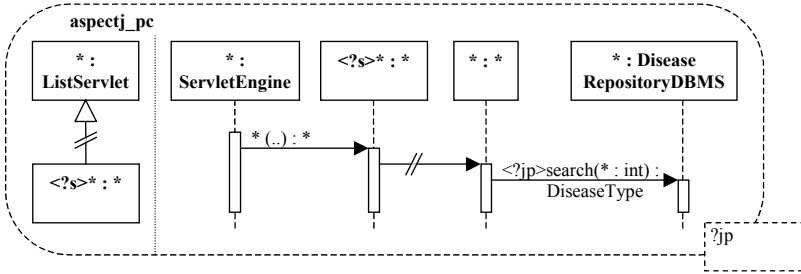 aspectj_pc
* :
ListServlet
<?s>* : *
* :
ServletEngine
<?s>* : *
* : *
* : Disease
RepositoryDBMS
* (..) : *
<?jp>search(* : int) :
DiseaseType
?jp